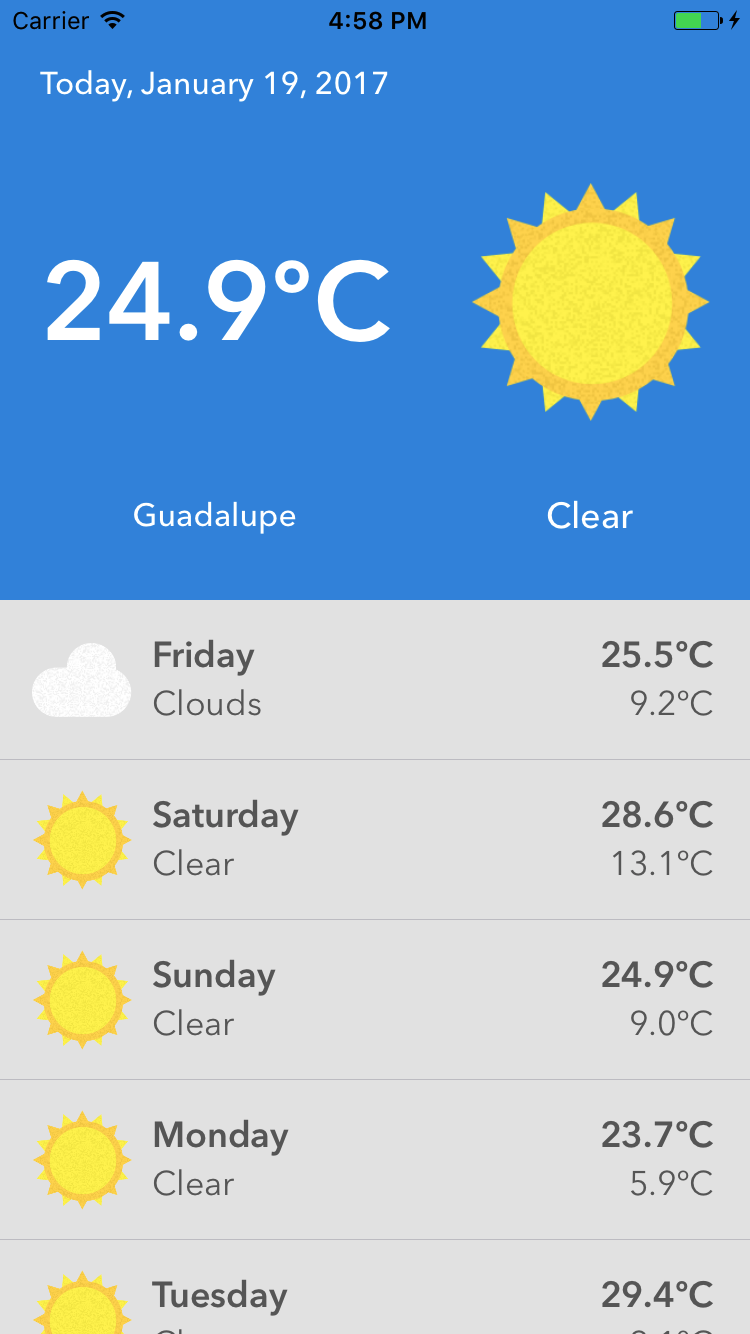 Carrier 4:58 PM
Today, January 19, 2017
24.9°C
Guadalupe Clear
Friday 25.5°C
Clouds 9.2°C
Saturday 28.6°C
Clear 13.1°C
Sunday 24.9°C
Clear 9.0°C
Monday 23.7°C
Clear 5.9°C
Tuesday 29.4°C